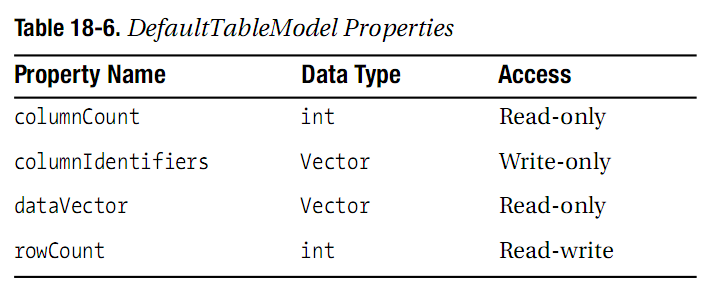 Table 18-6. DefaultTableModel Properties
Property Name Data Type Access
columnCount int Read-only
columnIdentifiers Vector Write-only
dataVector Vector Read-only
rowCount int Read-write